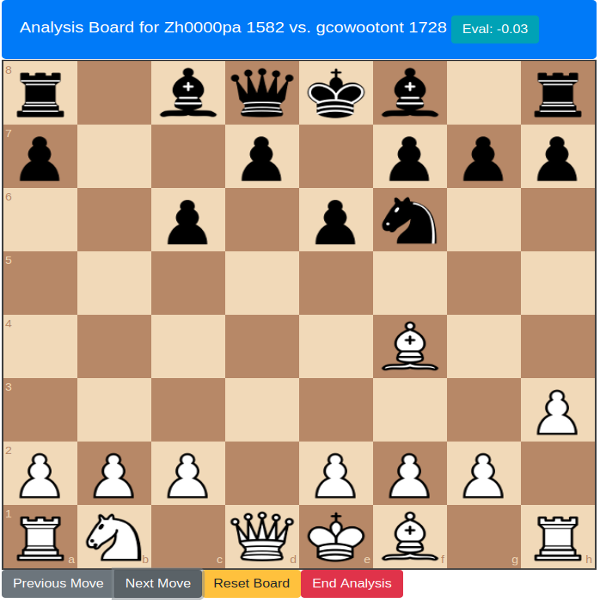 Analysis Board for Zh0000pa 1582 vs. gcowootont 1728 Eval: -0.03
8
7
6
5
4
3
2
1 a b c d e f g h
Previous Move Next Move Reset Board End Analysis